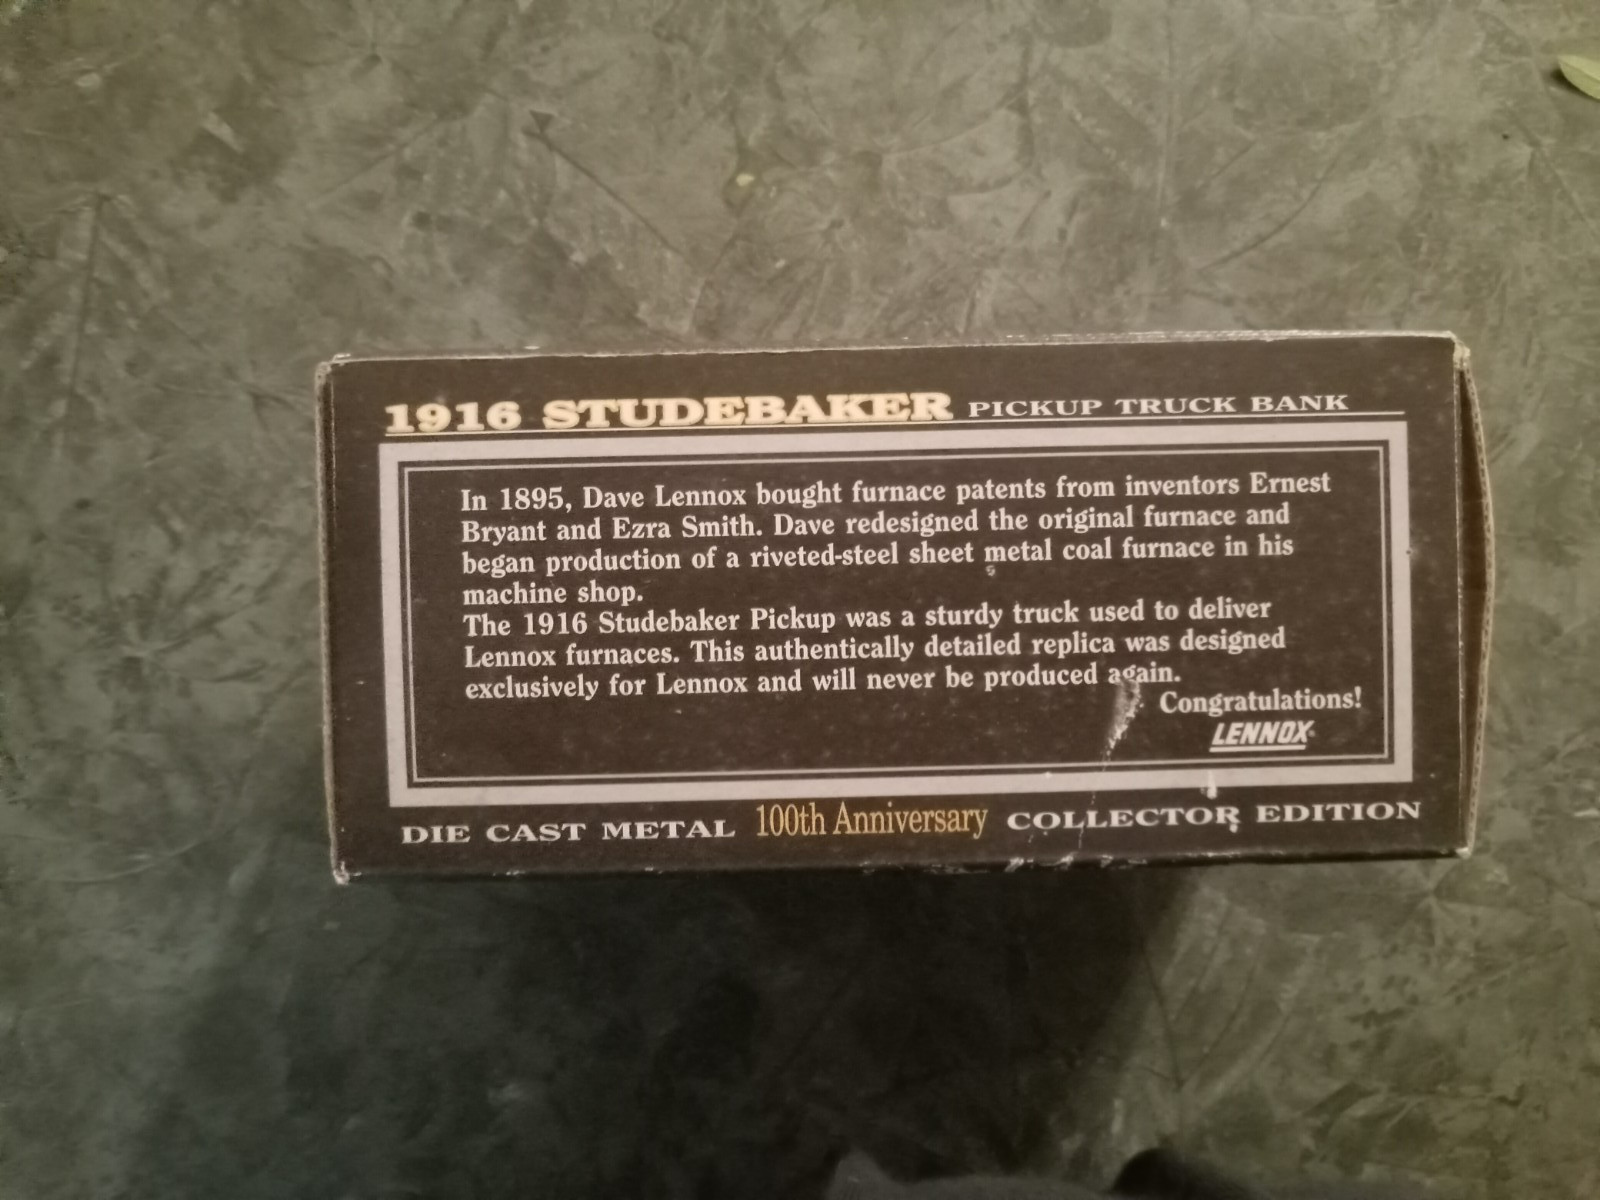 1916 STUDEBAKER PICKUP TRUCK BANK
In 1895, Dave Lennox bought furnace patents from inventors Ernest
Bryant and Ezra Smith. Dave redesigned the original furnace and
began production of a riveted-steel sheet metal coal furnace in his
machine shop.
The 1916 Studebaker Pickup was a sturdy truck used to deliver
Lennox furnaces. This authentically detailed replica was designed
exclusively for Lennox and will never be produced again.
Congratulations!
LENNOX
DIE CAST METAL 100th Anniversary COLLECTOR EDITION